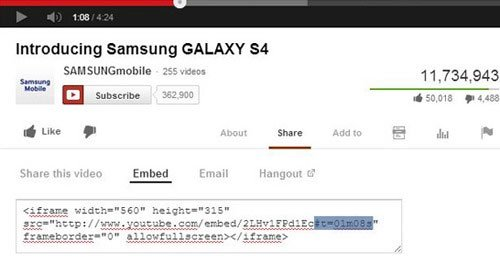 1:08 / 4:24
Introducing Samsung GALAXY S4
Samsung Mobile
SAMSUNGmobile · 255 videos
Subscribe 362,900
11,734,943
50,018 4,488
Like About Share Add to
Share this video Embed Email Hangout
<iframe width="560" height="315"
src="http://www.youtube.com/embed/2LHv1FPd1Ec#t=01m08s"
frameborder="0" allowfullscreen></iframe>